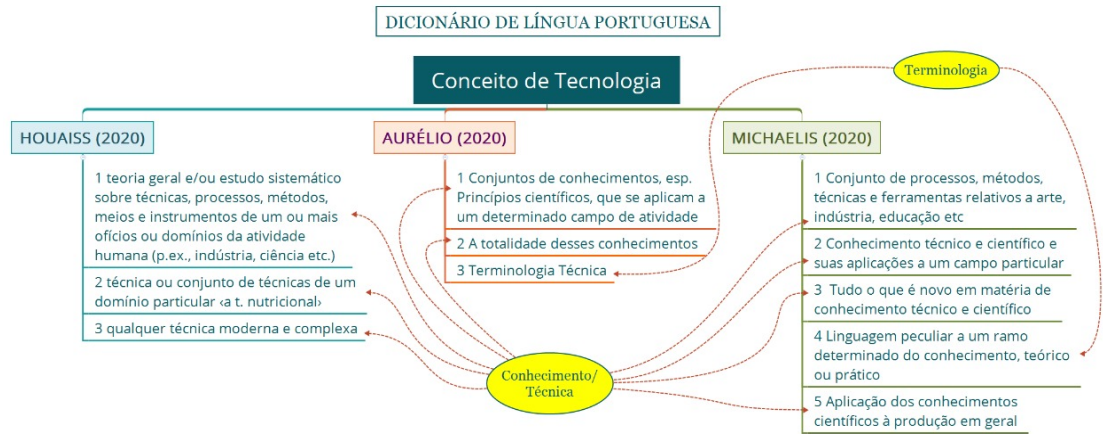 DICIONÁRIO DE LÍNGUA PORTUGUESA
Conceito de Tecnologia
Terminologia
HOUAISS (2020)
1 teoria geral e/ou estudo sistemático
sobre técnicas, processos, métodos,
meios e instrumentos de um ou mais
ofícios ou domínios da atividade
humana (p.ex., indústria, ciência etc.)
2 técnica ou conjunto de técnicas de um
domínio particular ‹a t. nutricional›
3 qualquer técnica moderna e complexa
AURÉLIO (2020)
1 Conjuntos de conhecimentos, esp.
Princípios científicos, que se aplicam a
um determinado campo de atividade
2 A totalidade desses conhecimentos
3 Terminologia Técnica
MICHAELIS (2020)
1 Conjunto de processos, métodos,
técnicas e ferramentas relativos a arte,
indústria, educação etc
2 Conhecimento técnico e científico e
suas aplicações a um campo particular
3 Tudo o que é novo em matéria de
conhecimento técnico e científico
4 Linguagem peculiar a um ramo
determinado do conhecimento, teórico
ou prático
5 Aplicação dos conhecimentos
científicos à produção em geral
Conhecimento/
Técnica